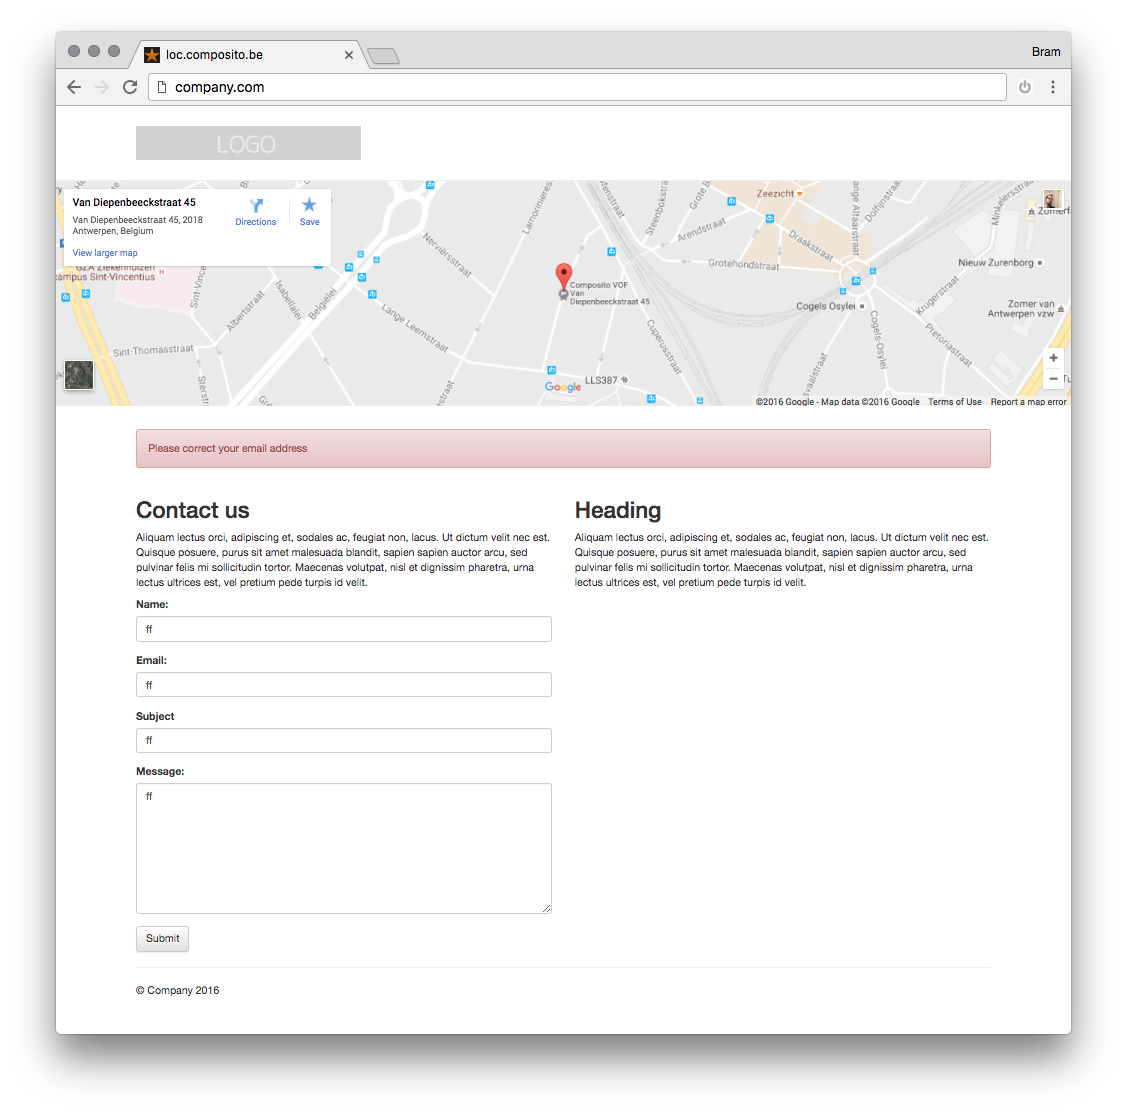 loc.composito.be
Bram
company.com
LOGO
Van Diepenbeeckstraat 45
Van Diepenbeeckstraat 45, 2018
Antwerpen, Belgium
Directions
Save
View larger map
GZA Ziekenhuizen
campus Sint-Vincentius
Sint-Vince
Isabellalei
Albertstraat
Belgiëlei
Sint-Thomasstraat
Sterstr
Nerviërsstraat
Lange Leemstraat
Lamorinierest
Steenbokst
Grote B
Zeezicht
Arendstraat
Draakstraat
Grotehondstraat
ange Altaarstraat
Dolfijnstraat
Minkelersstraat
Zomerfa
Nieuw Zurenborg
Composito VOF
Van
Diepenbeeckstraat 45
Cuperusstraat
Cogels Osylei
Cogels-Osylei
Krugerstraat
Pretoriastraat
Zomer van
Antwerpen vzw
LLS387
Google
©2016 Google - Map data ©2016 Google
Terms of Use
Report a map error
Please correct your email address
Contact us
Aliquam lectus orci, adipiscing et, sodales ac, feugiat non, lacus. Ut dictum velit nec est.
Quisque posuere, purus sit amet malesuada blandit, sapien sapien auctor arcu, sed
pulvinar felis mi sollicitudin tortor. Maecenas volutpat, nisl et dignissim pharetra, urna
lectus ultrices est, vel pretium pede turpis id velit.
Name:
ff
Email:
ff
Subject
ff
Message:
ff
Submit
Heading
Aliquam lectus orci, adipiscing et, sodales ac, feugiat non, lacus. Ut dictum velit nec est.
Quisque posuere, purus sit amet malesuada blandit, sapien sapien auctor arcu, sed
pulvinar felis mi sollicitudin tortor. Maecenas volutpat, nisl et dignissim pharetra, urna
lectus ultrices est, vel pretium pede turpis id velit.
© Company 2016